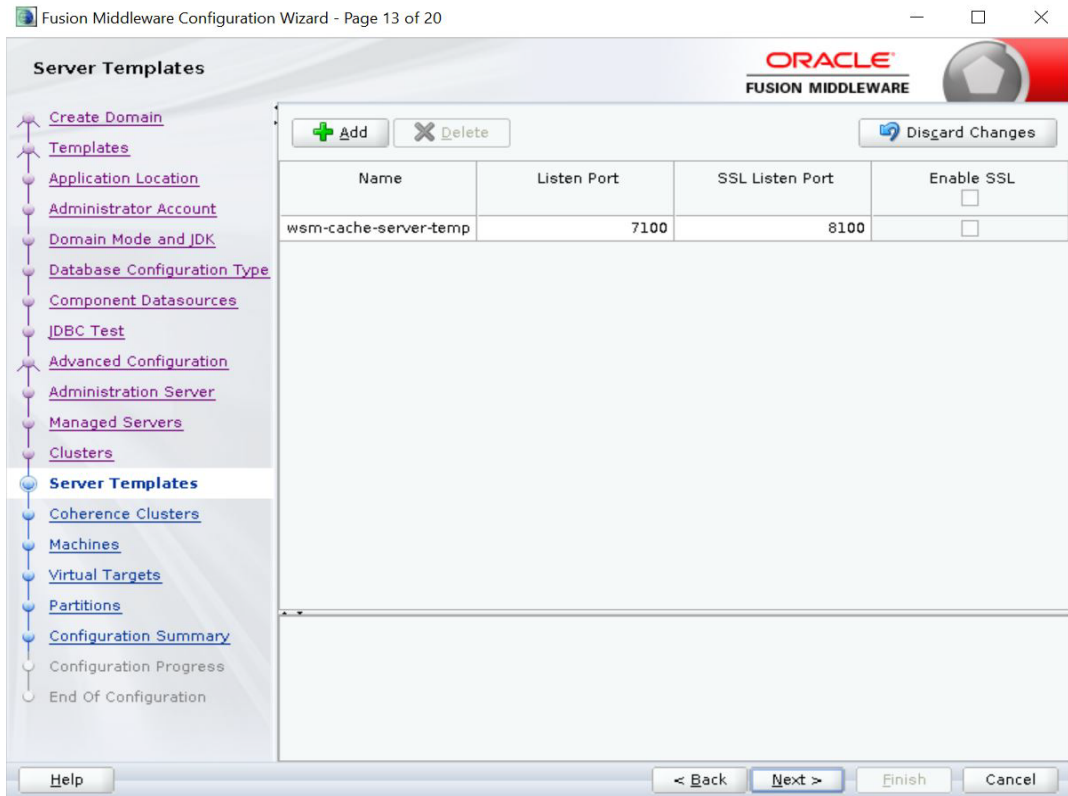 Fusion Middleware Configuration Wizard - Page 13 of 20
Server Templates
ORACLE
FUSION MIDDLEWARE
Create Domain
Templates
Application Location
Administrator Account
Domain Mode and JDK
Database Configuration Type
Component Datasources
JDBC Test
Advanced Configuration
Administration Server
Managed Servers
Clusters
Server Templates
Coherence Clusters
Machines
Virtual Targets
Partitions
Configuration Summary
Configuration Progress
End Of Configuration
Add Delete Discard Changes
Name Listen Port SSL Listen Port Enable SSL
wsm-cache-server-temp 7100 8100
Help < Back Next > Finish Cancel